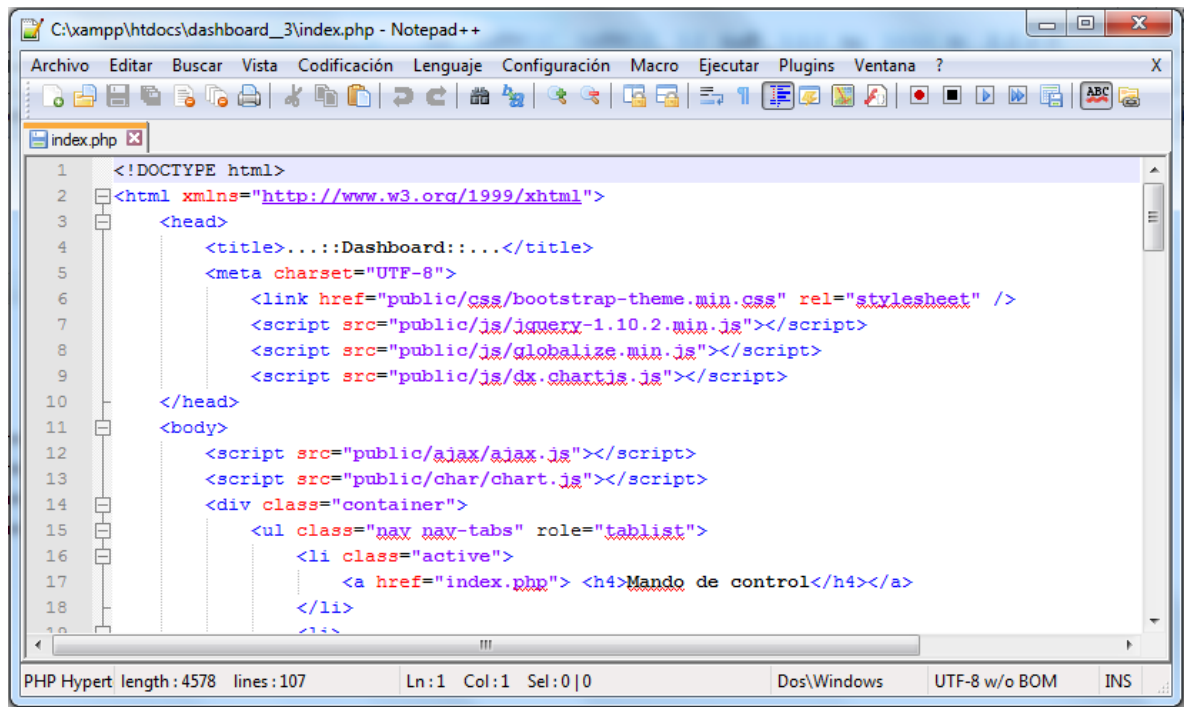 C:\xampp\htdocs\dashboard__3\index.php - Notepad++
Archivo Editar Buscar Vista Codificación Lenguaje Configuración Macro Ejecutar Plugins Ventana ? X
index.php
1 <!DOCTYPE html>
2 <html xmlns="http://www.w3.org/1999/xhtml">
3 <head>
4 <title>...::Dashboard::...</title>
5 <meta charset="UTF-8">
6 <link href="public/css/bootstrap-theme.min.css" rel="stylesheet" />
7 <script src="public/js/jquery-1.10.2.min.js"></script>
8 <script src="public/js/globalize.min.js"></script>
9 <script src="public/js/dx.chartjs.js"></script>
10 </head>
11 <body>
12 <script src="public/ajax/ajax.js"></script>
13 <script src="public/char/chart.js"></script>
14 <div class="container">
15 <ul class="nav nav-tabs" role="tablist">
16 <li class="active">
17 <a href="index.php"> <h4>Mando de control</h4></a>
18 </li>
19 <li>
PHP Hypert length : 4578 lines : 107 Ln : 1 Col : 1 Sel : 0 | 0 Dos\Windows UTF-8 w/o BOM INS